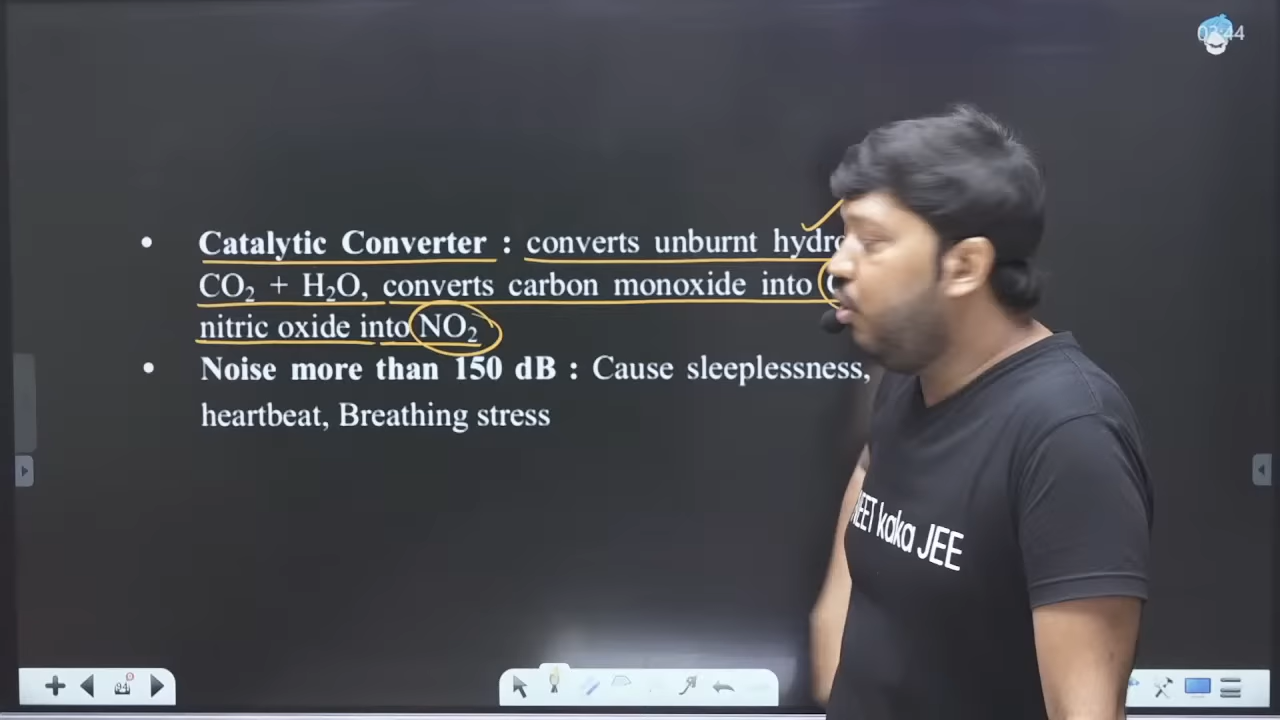 Catalytic Converter : converts unburnt
CO₂ + H₂O, converts carbon monoxide into
nitric oxide into NO₂
Noise more than 150 dB : Cause sleeplessness,
heartbeat, Breathing stress
NEET kaka JEE